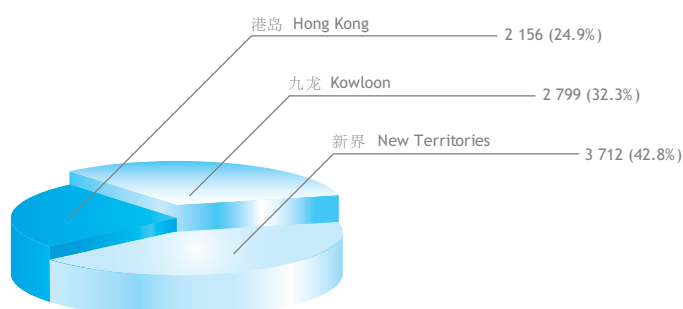 港岛 Hong Kong 2 156 (24.9%)
九龙 Kowloon 2 799 (32.3%)
新界 New Territories 3 712 (42.8%)